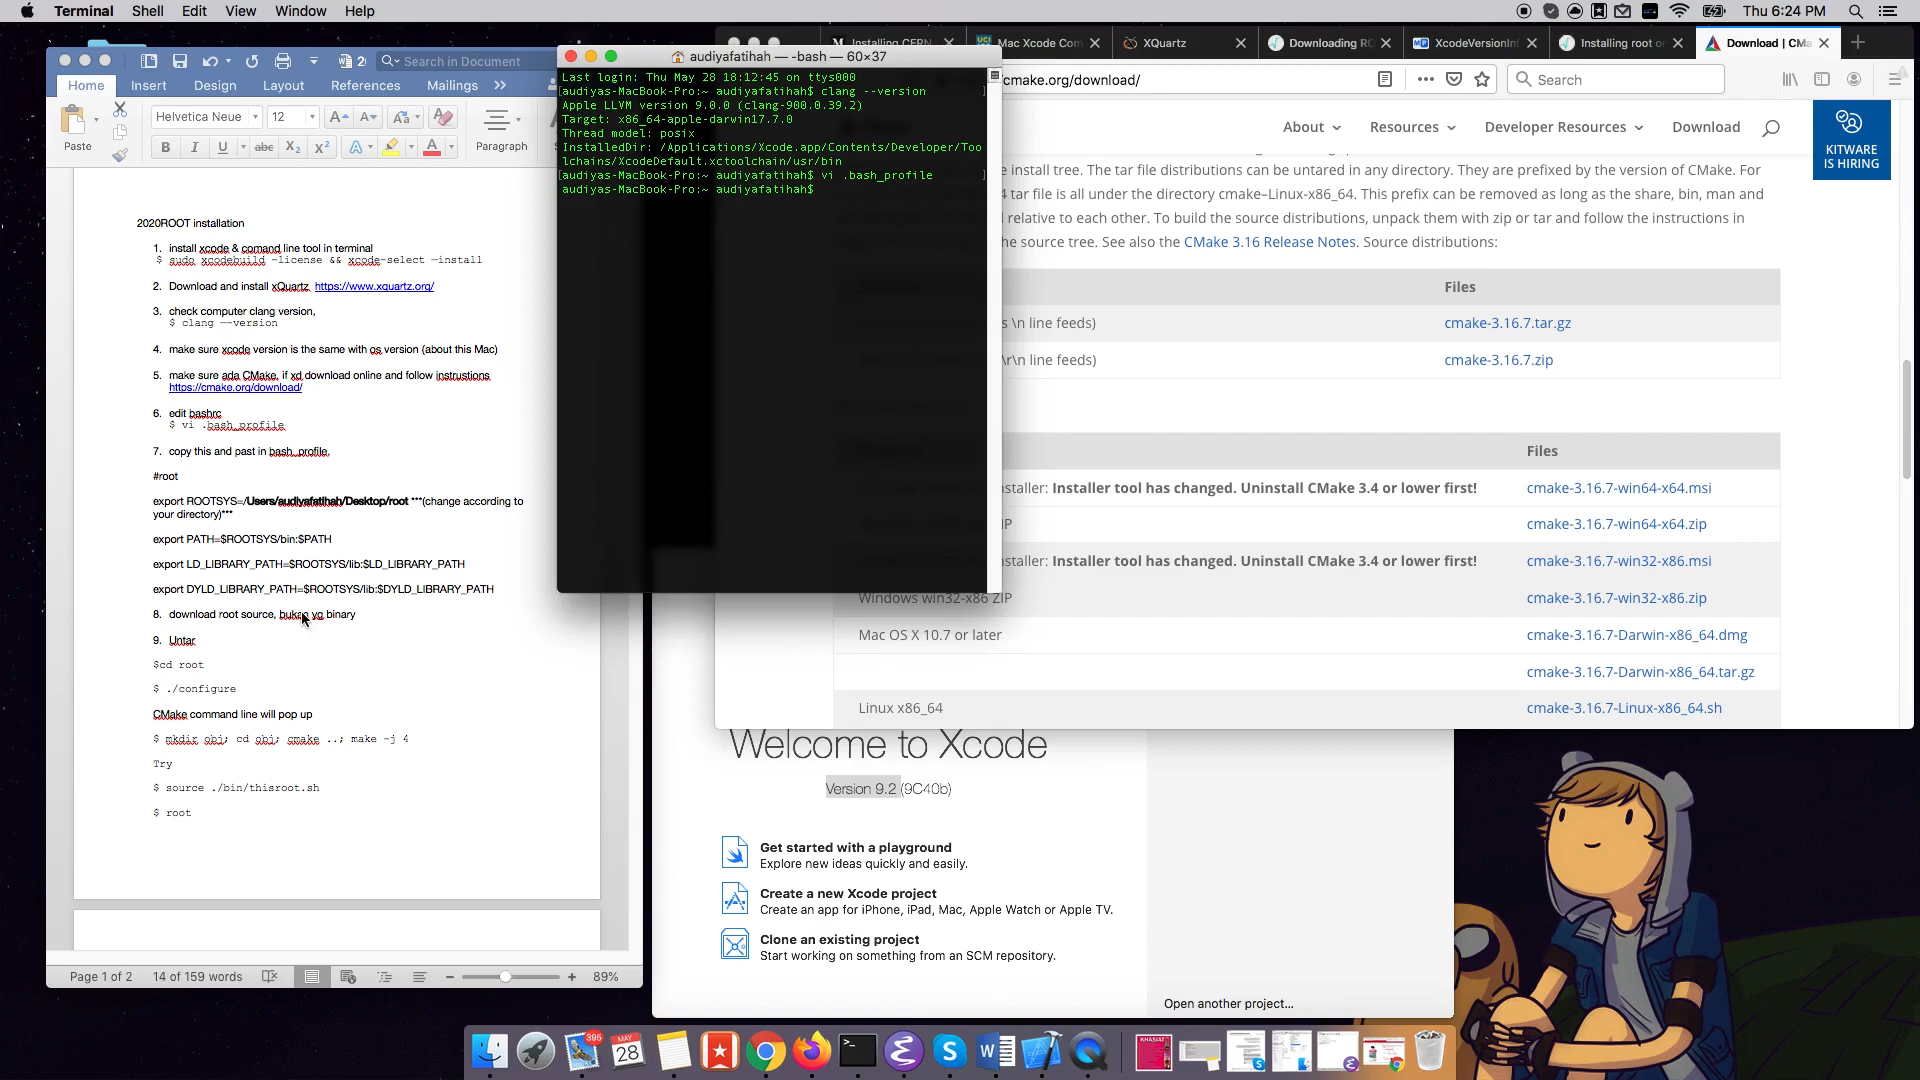 Terminal Shell Edit View Window Help
Thu 6:24 PM
Installing CERN
Mac Xcode Com
XQuartz
Downloading RO
XcodeVersionInf
Installing root or
Download | CMa
Search in Document
Home Insert Design Layout References Mailings
Helvetica Neue 12
Paste
Paragraph
2020ROOT installation
1. install xcode & comand line tool in terminal
$ sudo xcodebuild -license && xcode-select —install
2. Download and install xQuartz, https://www.xquartz.org/
3. check computer clang version,
$ clang ——version
4. make sure xcode version is the same with os version (about this Mac)
5. make sure ada CMake, if xd download online and follow instrustions
https://cmake.org/download/
6. edit bashrc
$ vi .bash_profile
7. copy this and past in bash_profile,
#root
export ROOTSYS=/Users/audiyafatihah/Desktop/root ***(change according to
your directory)***
export PATH=$ROOTSYS/bin:$PATH
export LD_LIBRARY_PATH=$ROOTSYS/lib:$LD_LIBRARY_PATH
export DYLD_LIBRARY_PATH=$ROOTSYS/lib:$DYLD_LIBRARY_PATH
8. download root source, bukan yg binary
9. Untar
$cd root
$ ./configure
CMake command line will pop up
$ mkdir obj; cd obj; cmake ..; make -j 4
Try
$ source ./bin/thisroot.sh
$ root
Page 1 of 2 14 of 159 words 89%
audiyafatihah — -bash — 60×37
Last login: Thu May 28 18:12:45 on ttys000
[audiyas-MacBook-Pro:~ audiyafatihah$ clang --version ]
Apple LLVM version 9.0.0 (clang-900.0.39.2)
Target: x86_64-apple-darwin17.7.0
Thread model: posix
InstalledDir: /Applications/Xcode.app/Contents/Developer/Too
lchains/XcodeDefault.xctoolchain/usr/bin
[audiyas-MacBook-Pro:~ audiyafatihah$ vi .bash_profile ]
audiyas-MacBook-Pro:~ audiyafatihah$
cmake.org/download/
Search
About Resources Developer Resources Download
KITWARE
IS HIRING
e install tree. The tar file distributions can be untared in any directory. They are prefixed by the version of CMake. For
4 tar file is all under the directory cmake–Linux-x86_64. This prefix can be removed as long as the share, bin, man and
relative to each other. To build the source distributions, unpack them with zip or tar and follow the instructions in
he source tree. See also the CMake 3.16 Release Notes. Source distributions:
Files
s \n line feeds) cmake-3.16.7.tar.gz
\r\n line feeds) cmake-3.16.7.zip
Files
staller: Installer tool has changed. Uninstall CMake 3.4 or lower first! cmake-3.16.7-win64-x64.msi
IP cmake-3.16.7-win64-x64.zip
staller: Installer tool has changed. Uninstall CMake 3.4 or lower first! cmake-3.16.7-win32-x86.msi
Windows win32-x86 ZIP cmake-3.16.7-win32-x86.zip
Mac OS X 10.7 or later cmake-3.16.7-Darwin-x86_64.dmg
cmake-3.16.7-Darwin-x86_64.tar.gz
Linux x86_64 cmake-3.16.7-Linux-x86_64.sh
Welcome to Xcode
Version 9.2 (9C40b)
Get started with a playground
Explore new ideas quickly and easily.
Create a new Xcode project
Create an app for iPhone, iPad, Mac, Apple Watch or Apple TV.
Clone an existing project
Start working on something from an SCM repository.
Open another project...
395
MAY
28
KHASIAT